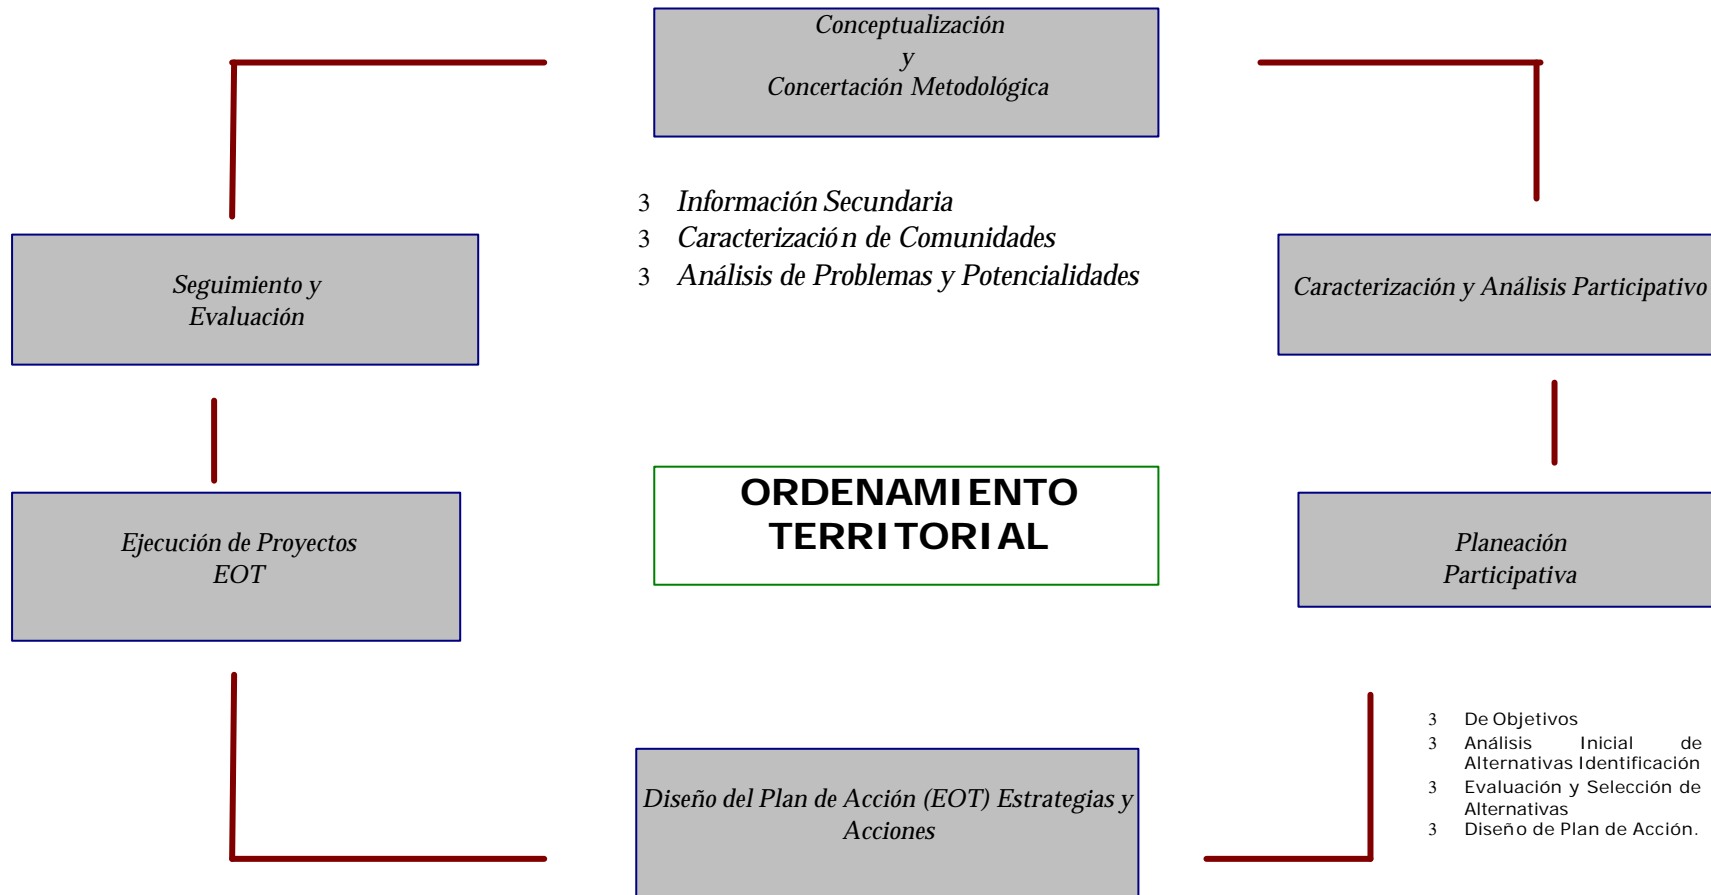 Conceptualización
y
Concertación Metodológica
3 Información Secundaria
3 Caracterización de Comunidades
3 Análisis de Problemas y Potencialidades
Seguimiento y
Evaluación
Caracterización y Análisis Participativo
ORDENAMIENTO
TERRITORIAL
Ejecución de Proyectos
EOT
Planeación
Participativa
3 De Objetivos
3 Análisis Inicial de
Alternativas Identificación
3 Evaluación y Selección de
Alternativas
3 Diseño de Plan de Acción.
Diseño del Plan de Acción (EOT) Estrategias y
Acciones